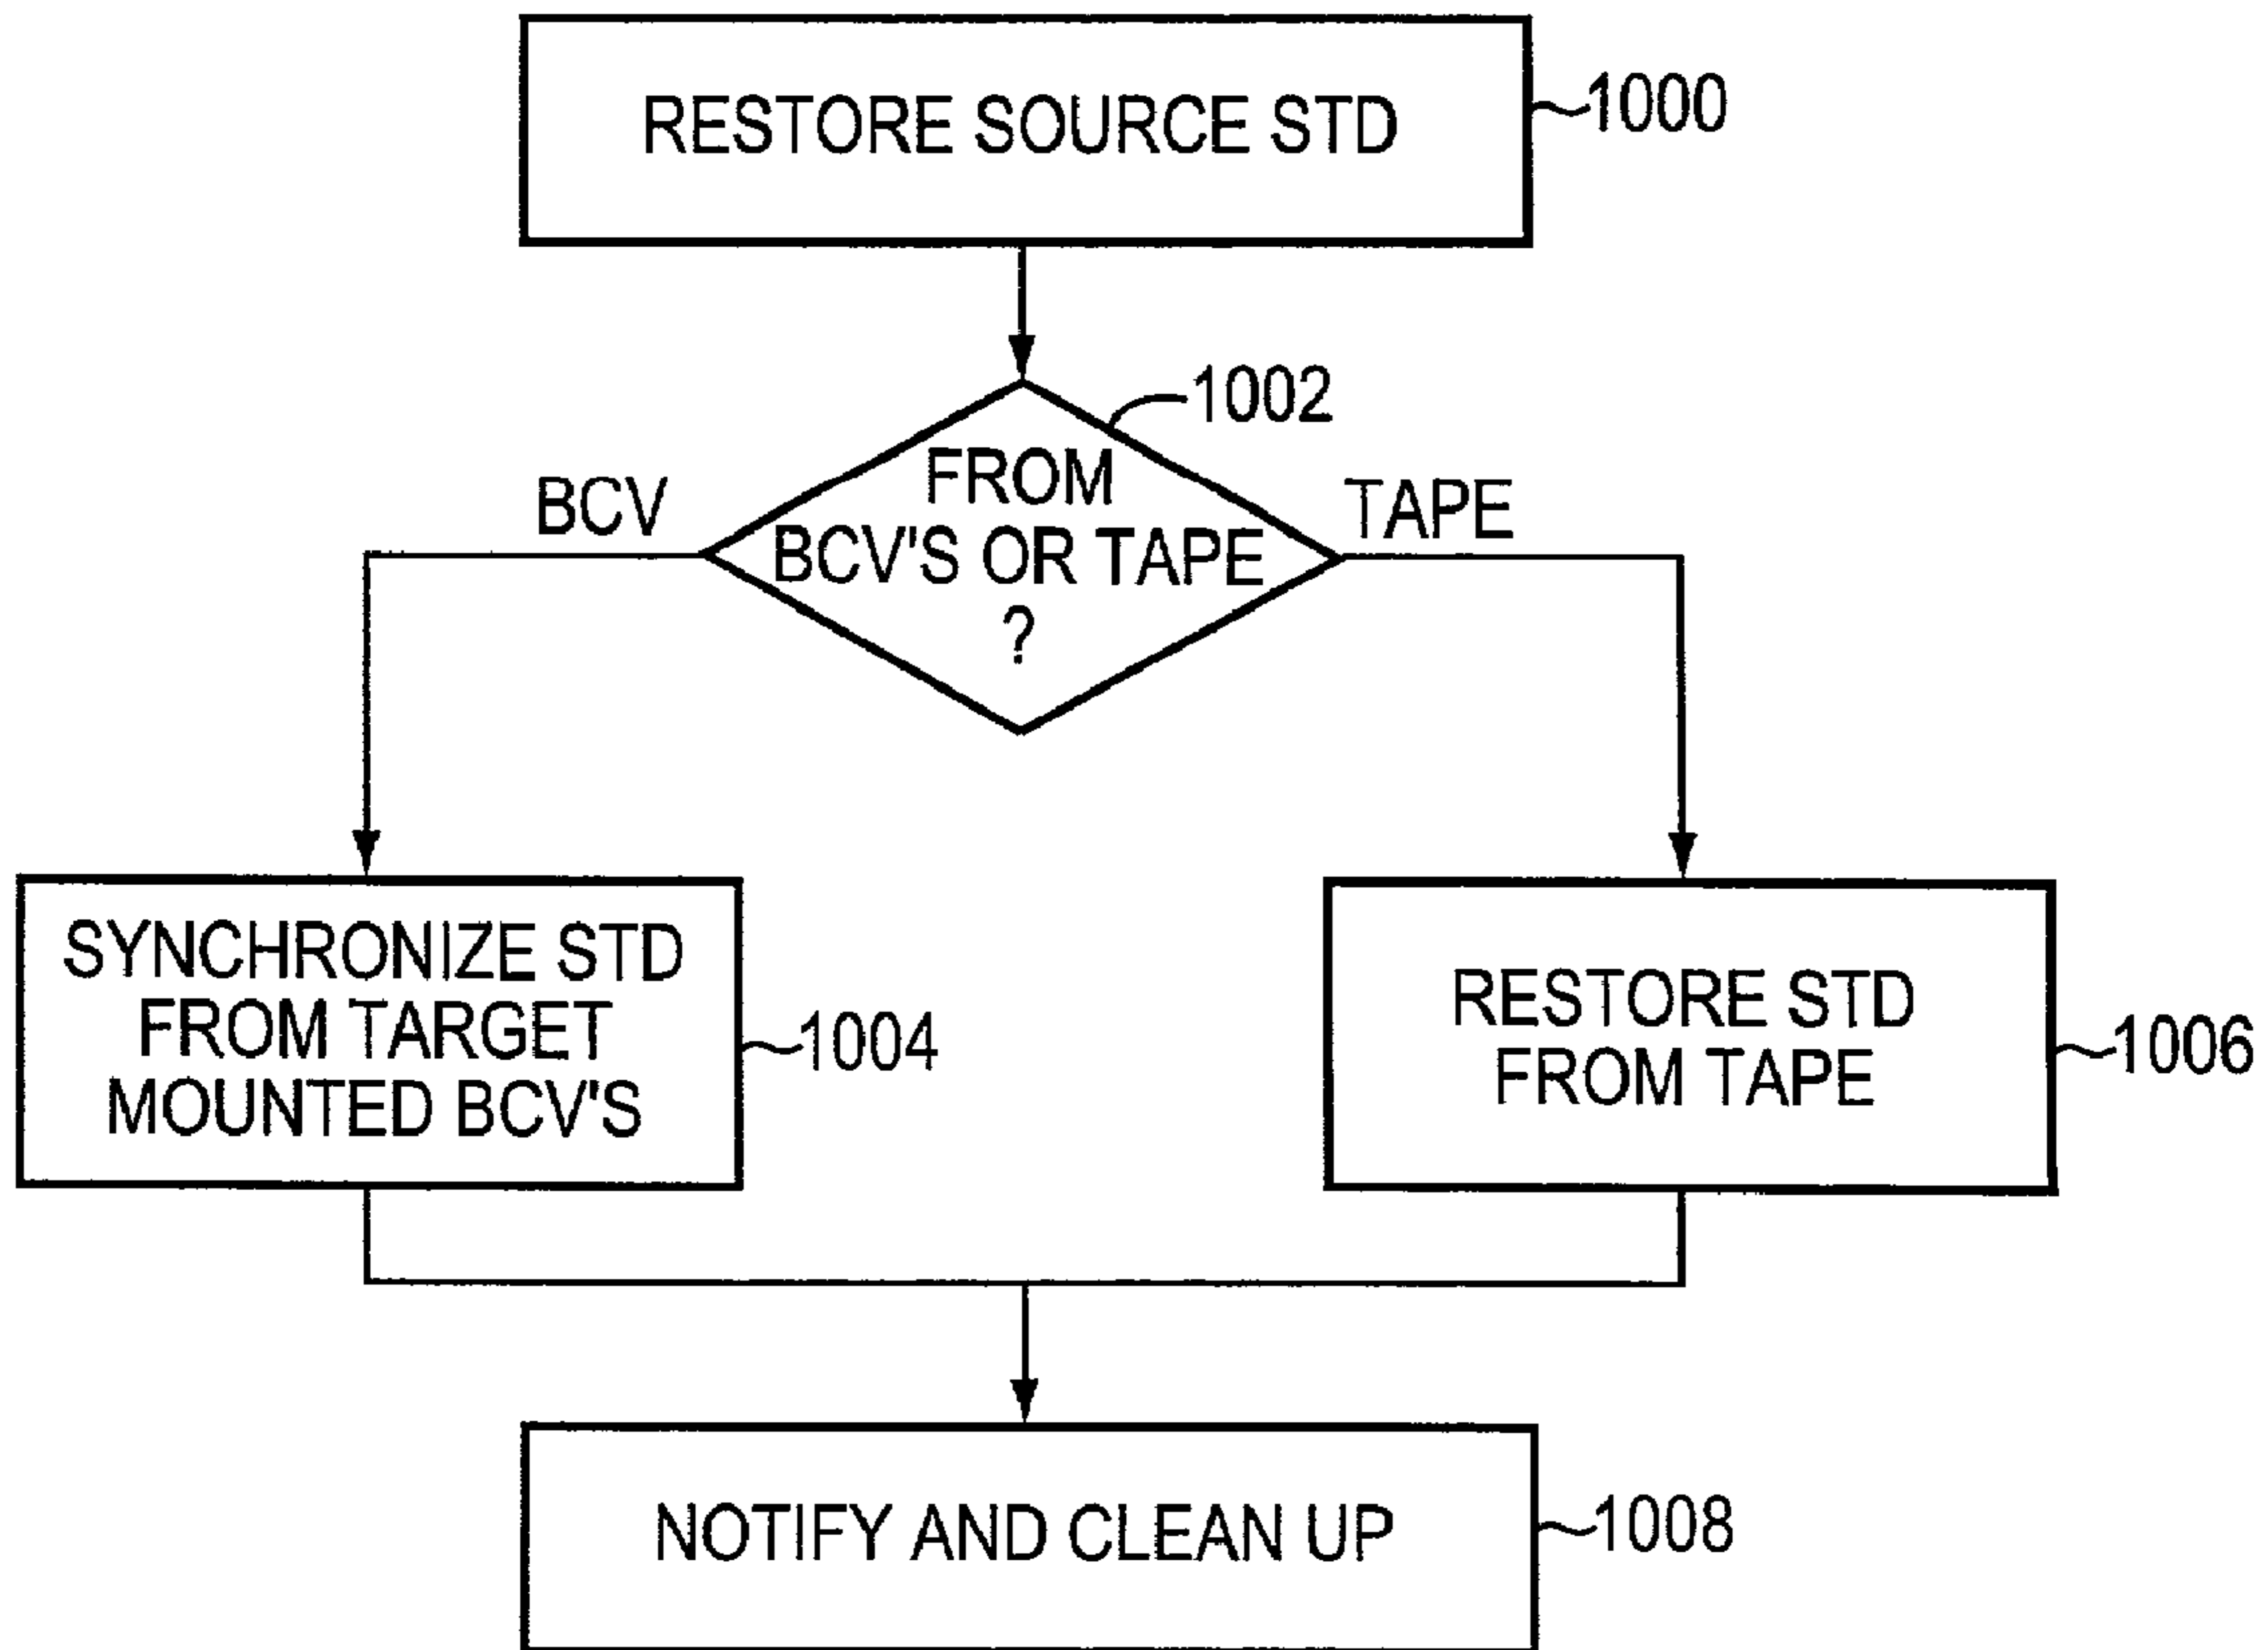 RESTORE SOURCE STD
1000
1002
FROM
BCV'S OR TAPE
?
BCV
TAPE
SYNCHRONIZE STD
FROM TARGET
MOUNTED BCV'S
1004
RESTORE STD
FROM TAPE
1006
NOTIFY AND CLEAN UP
1008